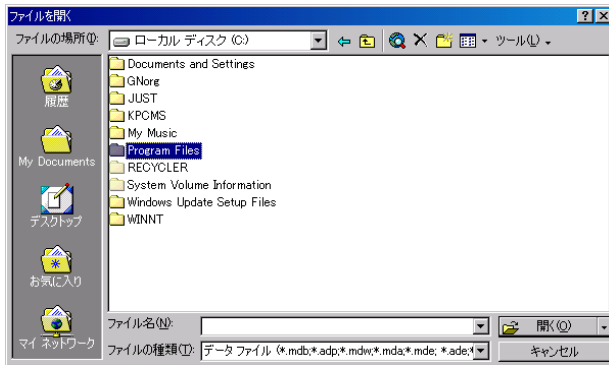 ファイルを開く
ファイルの場所(I):
ローカル ディスク (C:)
ツール(L)
Documents and Settings
GNorg
JUST
KPCMS
My Music
Program Files
RECYCLER
System Volume Information
Windows Update Setup Files
WINNT
履歴
My Documents
デスクトップ
お気に入り
マイ ネットワーク
ファイル名(N):
開く(O)
ファイルの種類(T):
データ ファイル (*.mdb;*.adp;*.mdw;*.mda;*.mde; *.ade;*
キャンセル